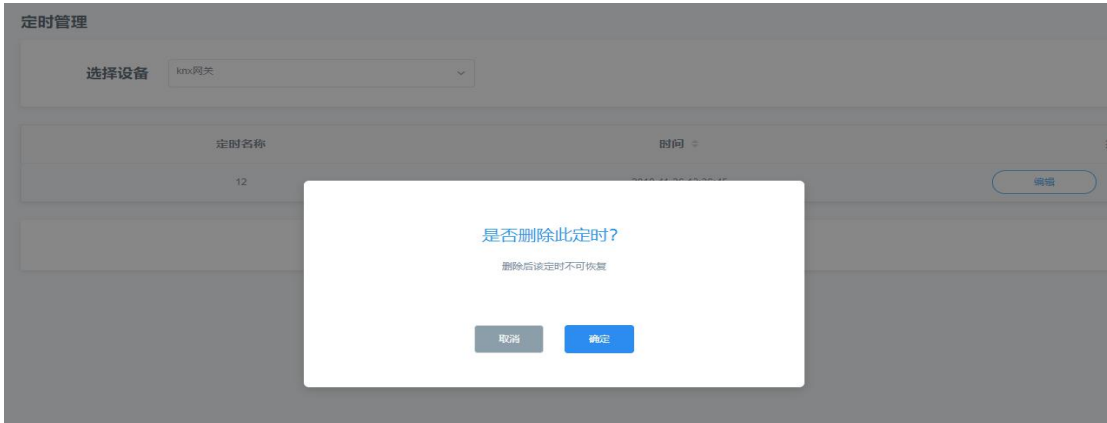 定时管理
选择设备 knx网关
定时名称 时间
12 编辑
是否删除此定时?
删除后该定时不可恢复
取消 确定